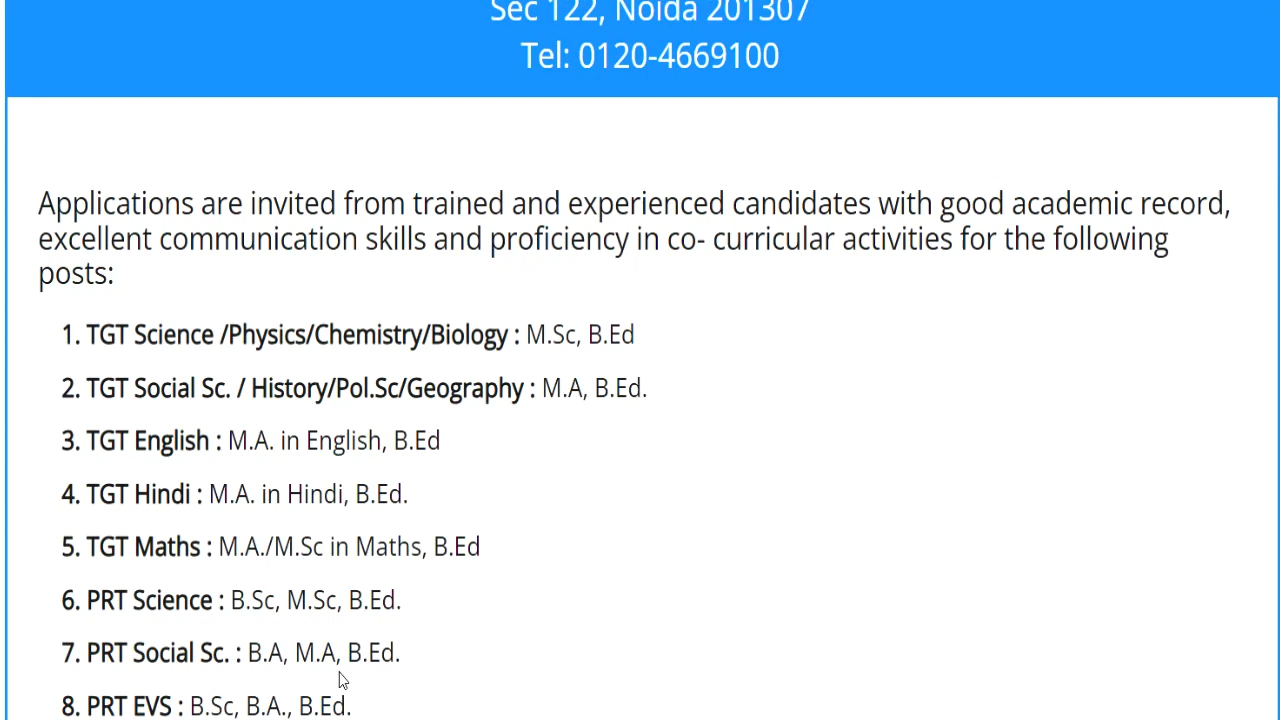 Sec 122, Noida 201307
Tel: 0120-4669100
Applications are invited from trained and experienced candidates with good academic record,
excellent communication skills and proficiency in co- curricular activities for the following
posts:
1. TGT Science /Physics/Chemistry/Biology : M.Sc, B.Ed
2. TGT Social Sc. / History/Pol.Sc/Geography : M.A, B.Ed.
3. TGT English : M.A. in English, B.Ed
4. TGT Hindi : M.A. in Hindi, B.Ed.
5. TGT Maths : M.A./M.Sc in Maths, B.Ed
6. PRT Science : B.Sc, M.Sc, B.Ed.
7. PRT Social Sc. : B.A, M.A, B.Ed.
8. PRT EVS : B.Sc, B.A., B.Ed.